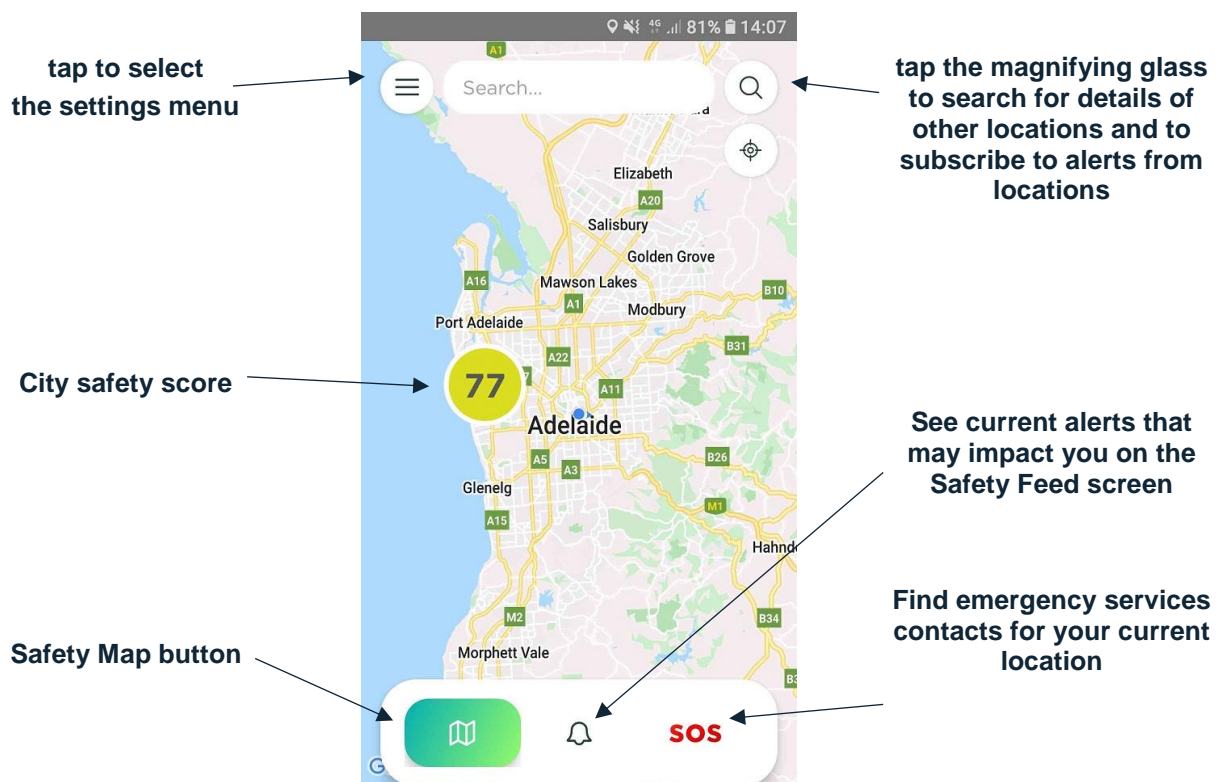 81% 14:07
4G
tap to select
the settings menu
Search...
tap the magnifying glass
to search for details of
other locations and to
subscribe to alerts from
locations
A1
Elizabeth
A20
Salisbury
Golden Grove
A16
Mawson Lakes
B10
A1
Modbury
Port Adelaide
B31
A22
City safety score
77
A11
Adelaide
See current alerts that
may impact you on the
Safety Feed screen
A5
A3
B26
Glenelg
M1
A15
Find emergency services
contacts for your current
location
M2
B34
Safety Map button
Morphett Vale
SOS
G